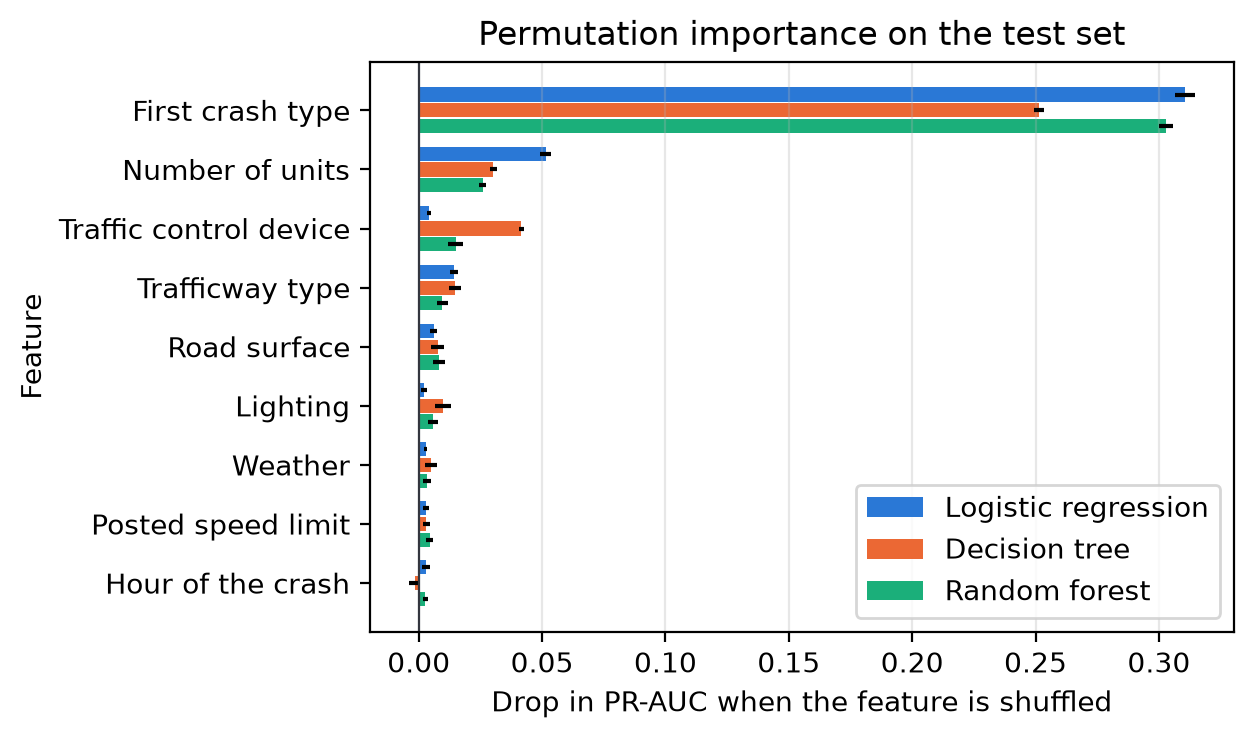 Permutation importance on the test set
Feature
First crash type
Number of units
Traffic control device
Trafficway type
Road surface
Lighting
Weather
Posted speed limit
Hour of the crash
Logistic regression
Decision tree
Random forest
0.00 0.05 0.10 0.15 0.20 0.25 0.30
Drop in PR-AUC when the feature is shuffled